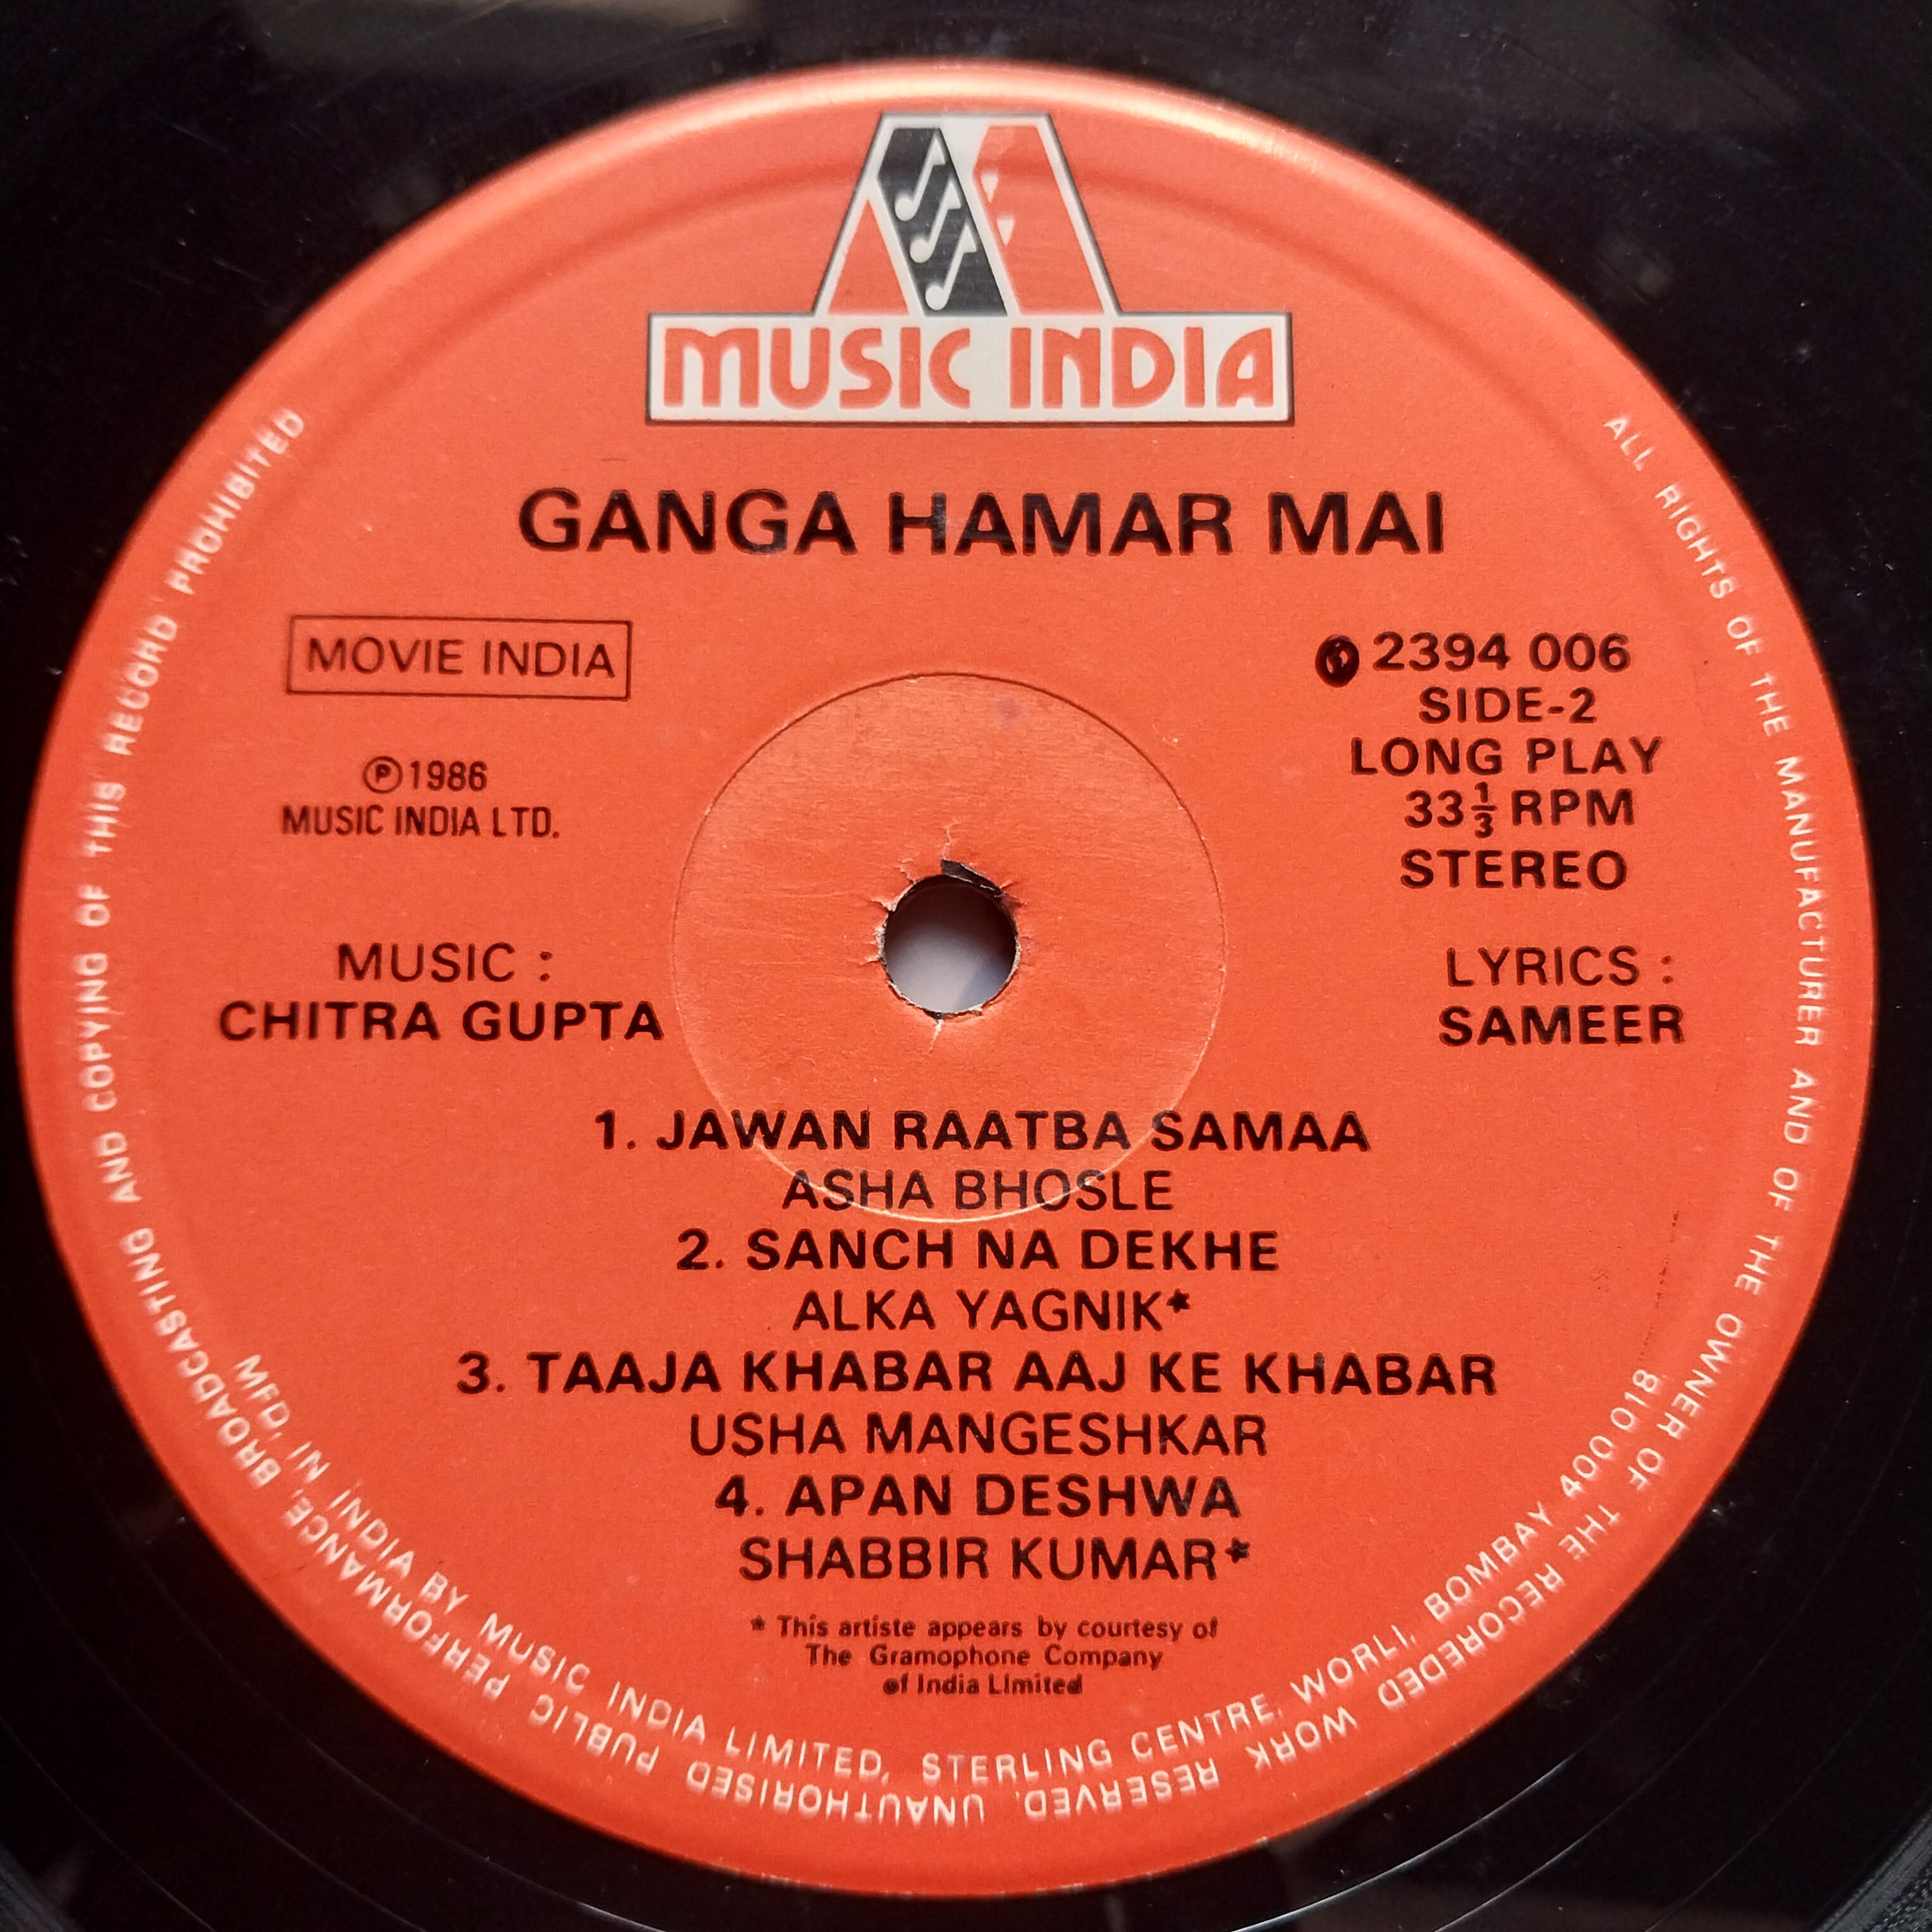 MUSIC INDIA
GANGA HAMAR MAI
MOVIE INDIA
℗1986
MUSIC INDIA LTD.
2394 006
SIDE-2
LONG PLAY
33⅓ RPM
STEREO
MUSIC :
CHITRA GUPTA
LYRICS :
SAMEER
1. JAWAN RAATBA SAMAA
ASHA BHOSLE
2. SANCH NA DEKHE
ALKA YAGNIK*
3. TAAJA KHABAR AAJ KE KHABAR
USHA MANGESHKAR
4. APAN DESHWA
SHABBIR KUMAR*
* This artiste appears by courtesy of
The Gramophone Company
of India Limited
MFD. IN INDIA BY MUSIC INDIA LIMITED, STERLING CENTRE, WORLI, BOMBAY 400 018.
ALL RIGHTS OF THE MANUFACTURER AND OF THE OWNER OF THE RECORDED WORK RESERVED. UNAUTHORISED PUBLIC PERFORMANCE, BROADCASTING AND COPYING OF THIS RECORD PROHIBITED